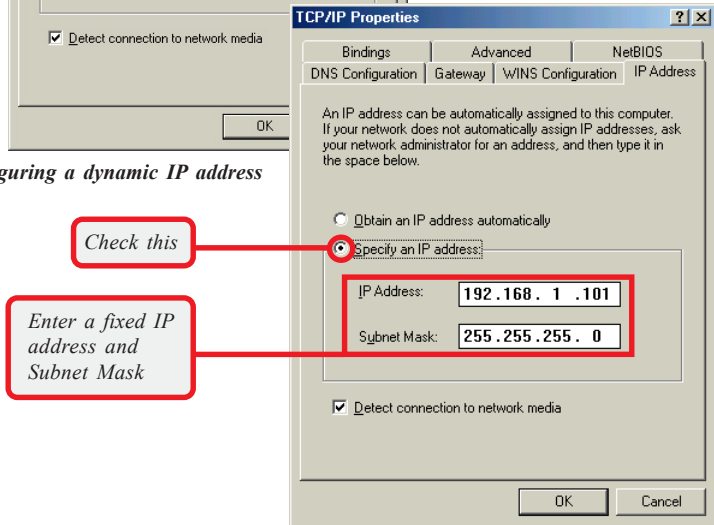 Detect connection to network media
OK
guring a dynamic IP address
TCP/IP Properties
Bindings
Advanced
NetBIOS
DNS Configuration
Gateway
WINS Configuration
IP Address
An IP address can be automatically assigned to this computer.
If your network does not automatically assign IP addresses, ask
your network administrator for an address, and then type it in
the space below.
Obtain an IP address automatically
Check this
Specify an IP address:
IP Address:
192.168. 1 .101
Enter a fixed IP
address and
Subnet Mask
Subnet Mask:
255.255.255. 0
Detect connection to network media
OK
Cancel